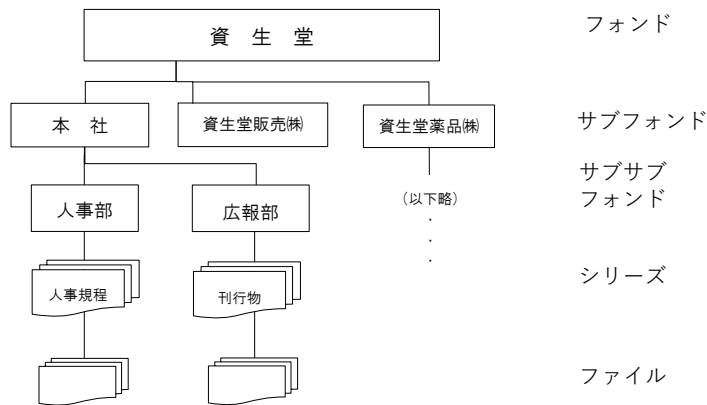 資 生 堂
フォンド
本 社
資生堂販売㈱
資生堂薬品㈱
サブフォンド
人事部
広報部
(以下略)
・
・
・
サブサブ
フォンド
人事規程
刊行物
シリーズ
ファイル